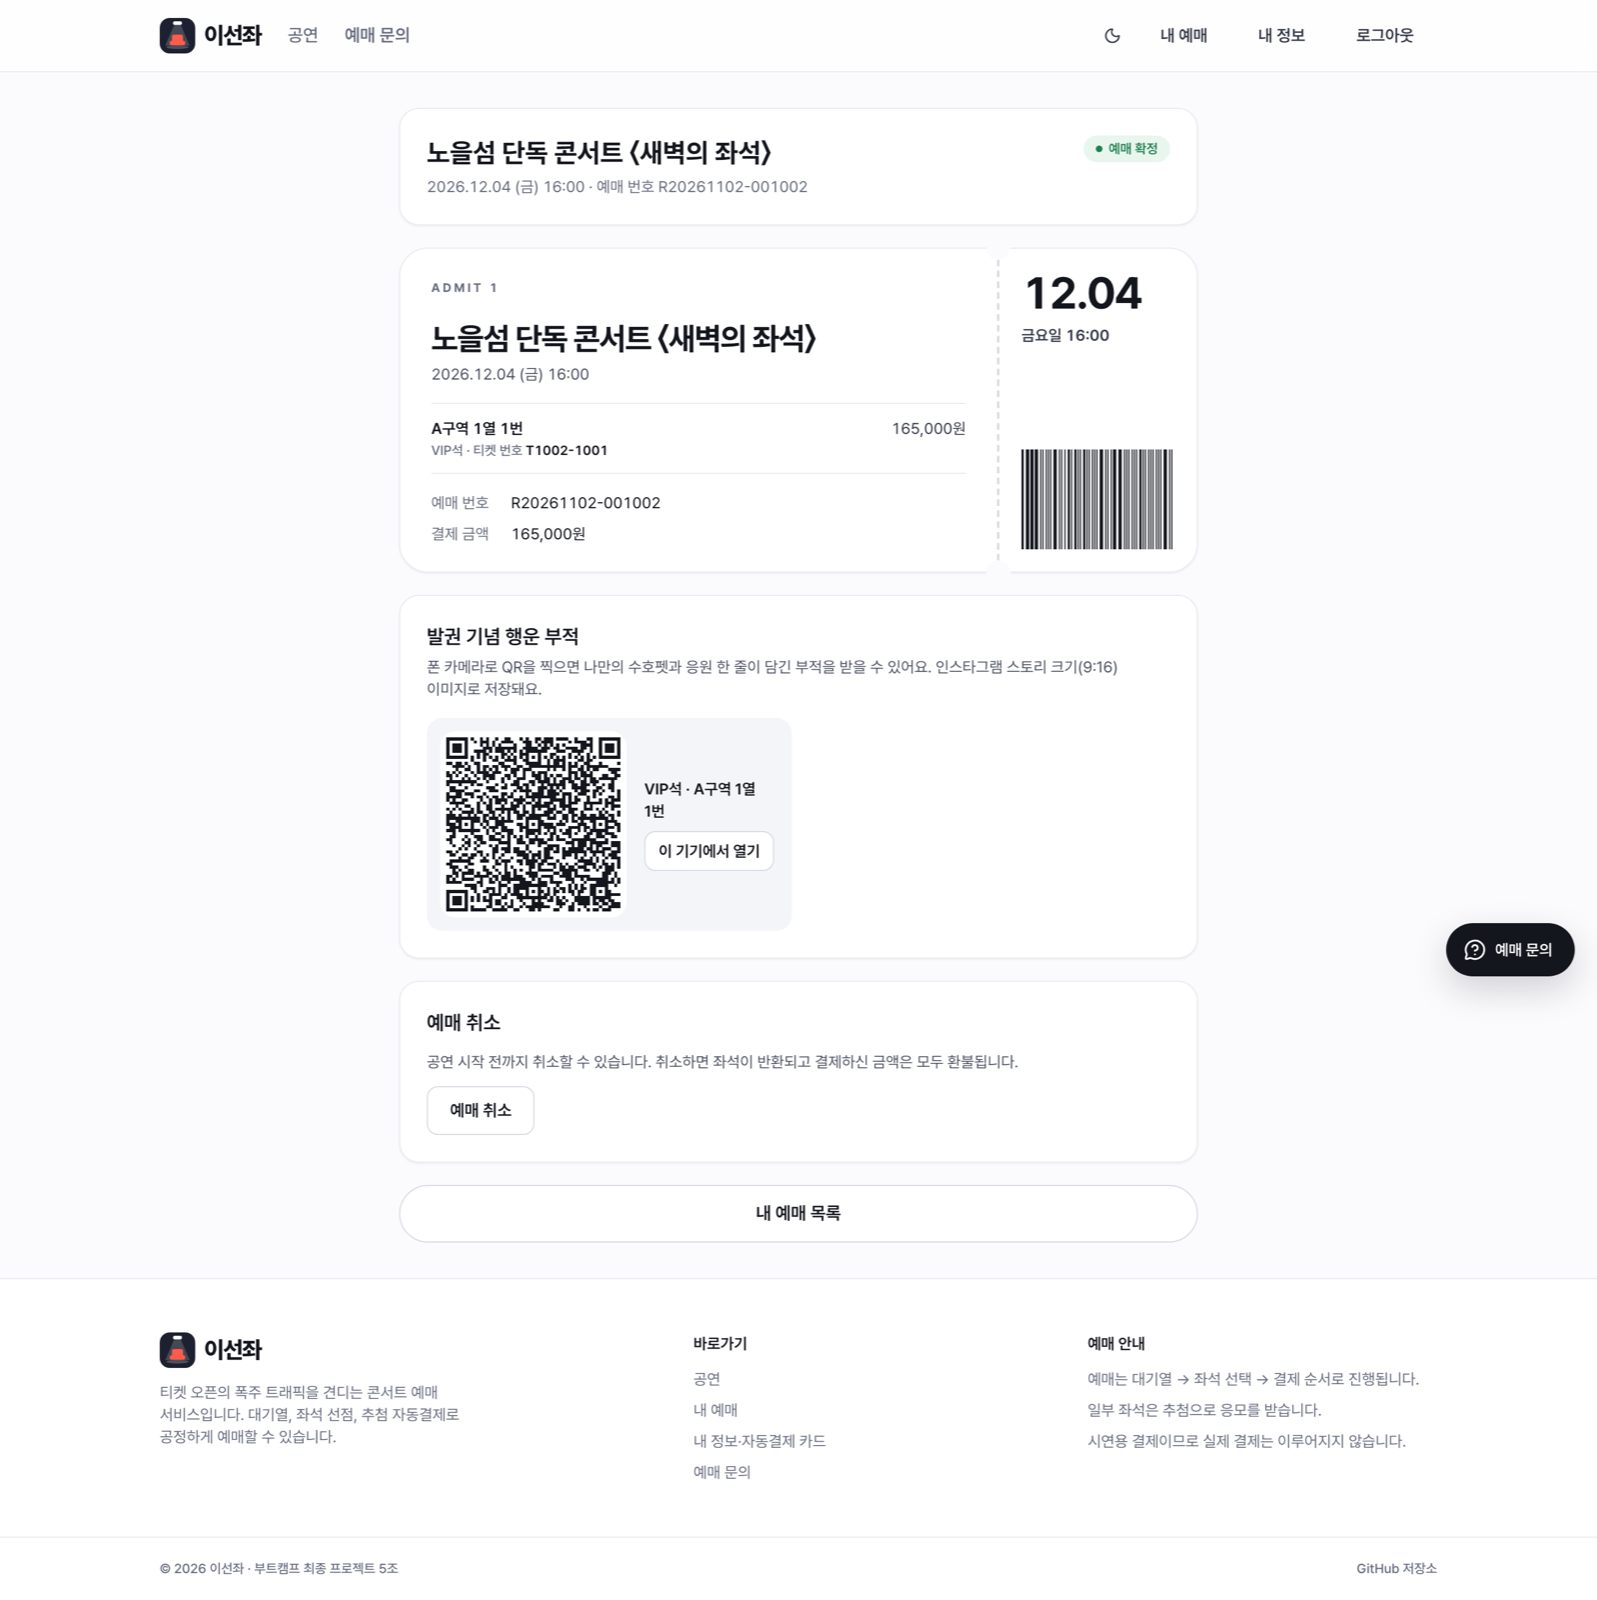 이선좌
공연
예매 문의
내 예매
내 정보
로그아웃
노을섬 단독 콘서트 〈새벽의 좌석〉
예매 확정
2026.12.04 (금) 16:00 · 예매 번호 R20261102-001002
ADMIT 1
노을섬 단독 콘서트 〈새벽의 좌석〉
2026.12.04 (금) 16:00
A구역 1열 1번
165,000원
VIP석 · 티켓 번호 T1002-1001
예매 번호 R20261102-001002
결제 금액 165,000원
12.04
금요일 16:00
발권 기념 행운 부적
폰 카메라로 QR을 찍으면 나만의 수호펫과 응원 한 줄이 담긴 부적을 받을 수 있어요. 인스타그램 스토리 크기(9:16)
이미지로 저장돼요.
VIP석 · A구역 1열
1번
이 기기에서 열기
예매 문의
예매 취소
공연 시작 전까지 취소할 수 있습니다. 취소하면 좌석이 반환되고 결제하신 금액은 모두 환불됩니다.
예매 취소
내 예매 목록
이선좌
티켓 오픈의 폭주 트래픽을 견디는 콘서트 예매
서비스입니다. 대기열, 좌석 선점, 추첨 자동결제로
공정하게 예매할 수 있습니다.
바로가기
공연
내 예매
내 정보·자동결제 카드
예매 문의
예매 안내
예매는 대기열 → 좌석 선택 → 결제 순서로 진행됩니다.
일부 좌석은 추첨으로 응모를 받습니다.
시연용 결제이므로 실제 결제는 이루어지지 않습니다.
© 2026 이선좌 · 부트캠프 최종 프로젝트 5조
GitHub 저장소